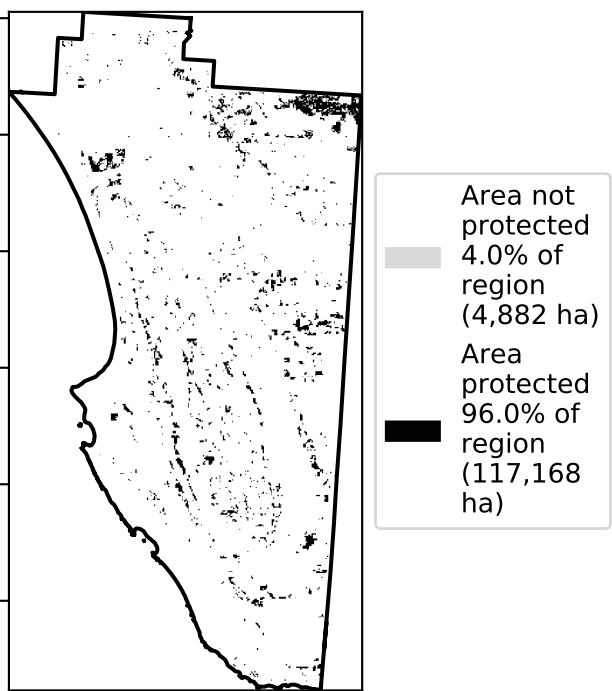 Area not
protected
4.0% of
region
(4,882 ha)
Area
protected
96.0% of
region
(117,168
ha)